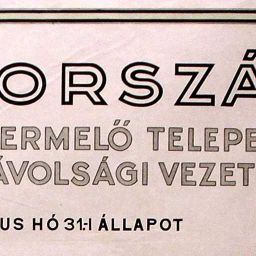 ORSZÁ
ERMELŐ TELEPE
ÁVOLSÁGI VEZET
US HÓ 31.-I ÁLLAPOT